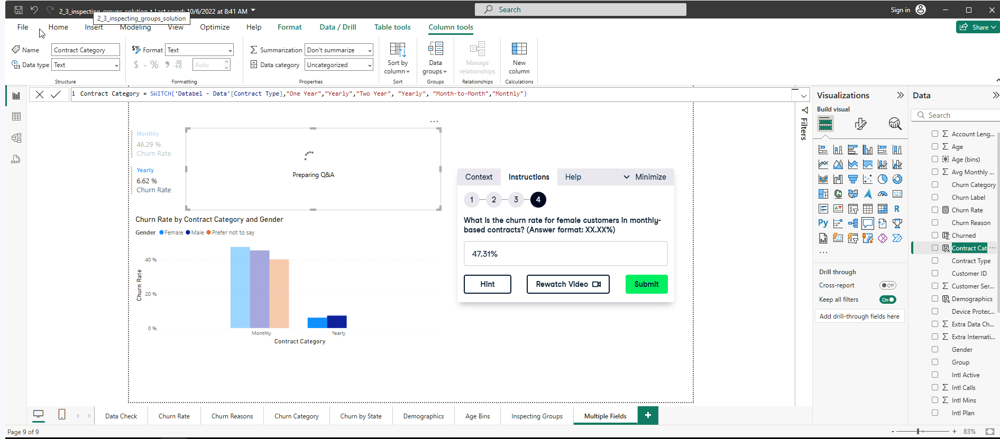 2_3_inspecting_groups_solution • Last saved: 10/6/2022 at 8:41 AM
Search
Sign in
2_3_inspecting_groups_solution
File
Home
Insert
Modeling
View
Optimize
Help
Format
Data / Drill
Table tools
Column tools
Share
Name
Contract Category
Data type
Text
Structure
Format
Text
$
%
Auto
Formatting
Summarization
Don't summarize
Data category
Uncategorized
Properties
Sort by
column
Sort
Data
groups
Groups
Manage
relationships
Relationships
New
column
Calculations
1 Contract Category = SWITCH('Databel - Data'[Contract Type],"One Year","Yearly","Two Year", "Yearly", "Month-to-Month","Monthly")
Monthly
46.29 %
Churn Rate
Yearly
6.62 %
Churn Rate
Preparing Q&A
Churn Rate by Contract Category and Gender
Gender Female Male Prefer not to say
Churn Rate
40 %
20 %
0 %
Monthly
Yearly
Contract Category
Context
Instructions
Help
Minimize
1
2
3
4
What is the churn rate for female customers in monthly-
based contracts? (Answer format: XX.XX%)
47.31%
Hint
Rewatch Video
Submit
Filters
Visualizations
Build visual
123
R
Py
...
Drill through
Cross-report
Off
Keep all filters
On
Add drill-through fields here
Data
Search
Account Leng...
Age
Age (bins)
Avg Monthly ...
Churn Category
Churn Label
Churn Rate
Churn Reason
Churned
Contract Cat
Contract Type
Customer ID
Customer Ser...
Demographics
Device Protec...
Extra Data Ch...
Extra Internati...
Gender
Group
Intl Active
Intl Calls
Intl Mins
Intl Plan
Data Check
Churn Rate
Churn Reasons
Churn Category
Churn by State
Demographics
Age Bins
Inspecting Groups
Multiple Fields
+
Page 9 of 9
- + 83%